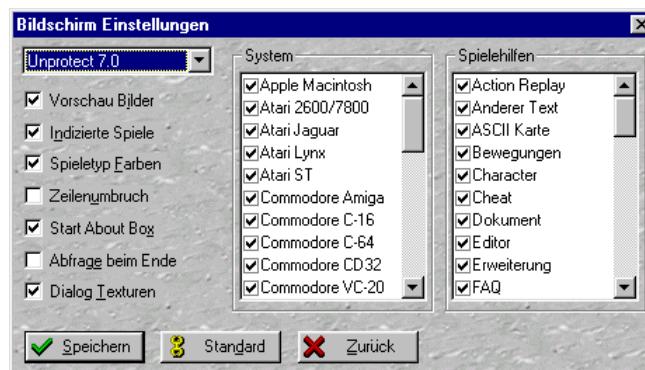 Bildschirm Einstellungen
Unprotect 7.0
Vorschau Bilder
Indizierte Spiele
Spieletyp Farben
Zeilenumbruch
Start About Box
Abfrage beim Ende
Dialog Texturen
System
Apple Macintosh
Atari 2600/7800
Atari Jaguar
Atari Lynx
Atari ST
Commodore Amiga
Commodore C-16
Commodore C-64
Commodore CD32
Commodore VC-20
Spielehilfen
Action Replay
Anderer Text
ASCII Karte
Bewegungen
Character
Cheat
Dokument
Editor
Erweiterung
FAQ
Speichern
Standard
Zurück